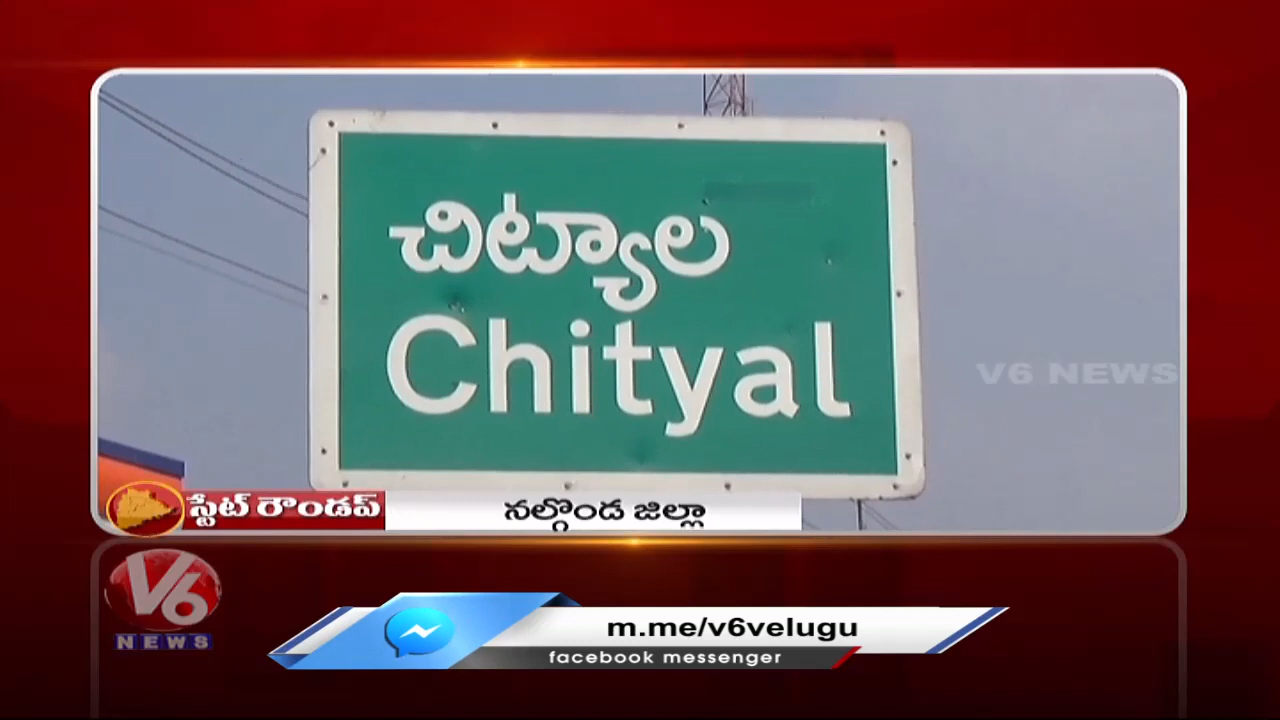 చిట్యాల
Chityal
V6 NEWS
స్టేట్ రౌండప్
నల్గొండ జిల్లా
V6
NEWS
m.me/v6velugu
facebook messenger